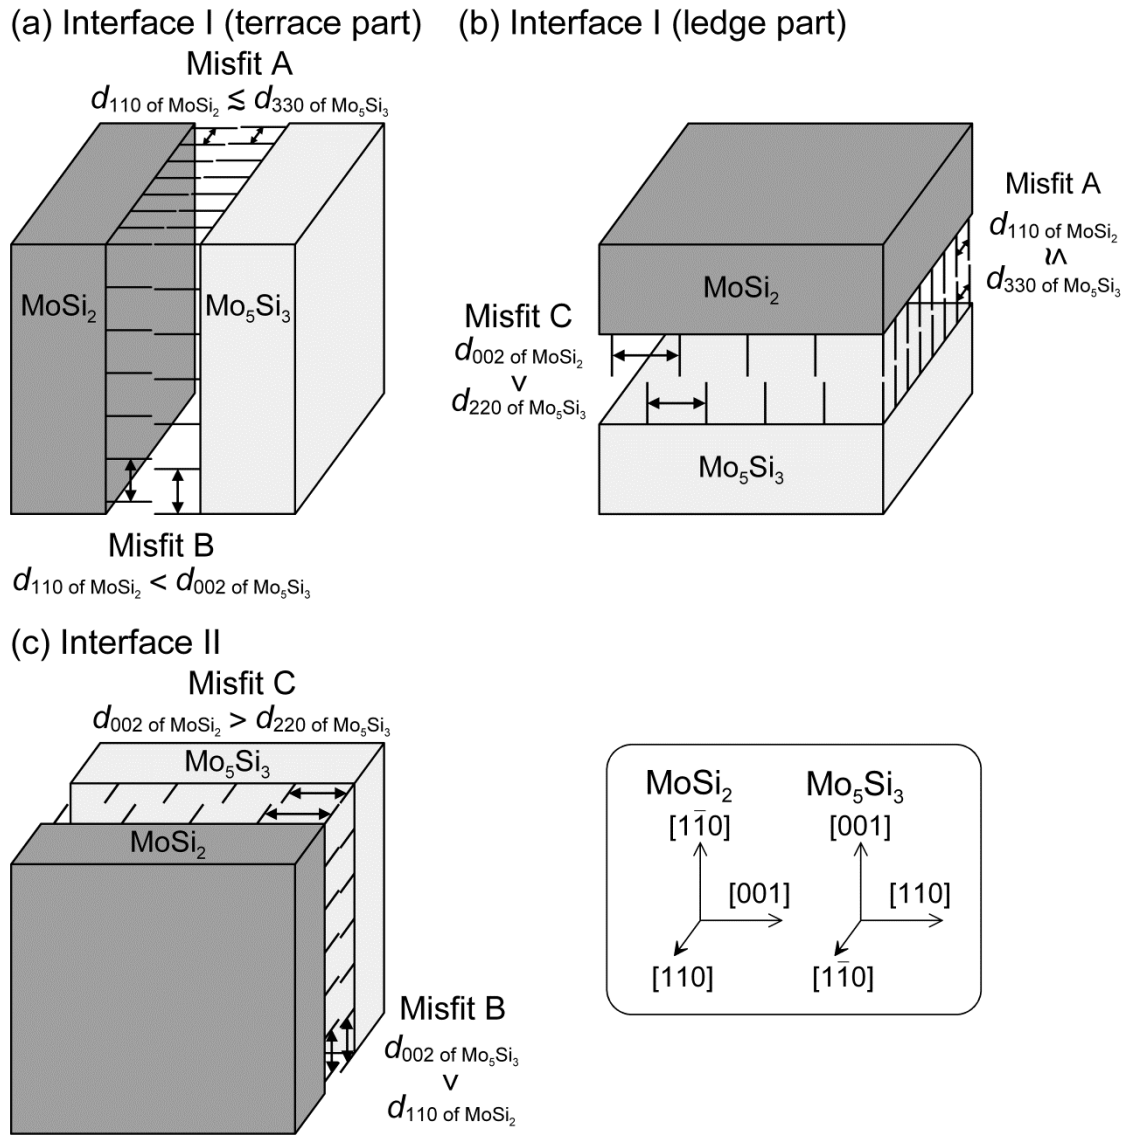 (a) Interface I (terrace part)
Misfit A
d110 of MoSi2 ≲ d330 of Mo5Si3
MoSi2
Mo5Si3
Misfit B
d110 of MoSi2 < d002 of Mo5Si3
(b) Interface I (ledge part)
Misfit A
d110 of MoSi2
≲
d330 of Mo5Si3
MoSi2
Misfit C
d002 of MoSi2
>
d220 of Mo5Si3
Mo5Si3
(c) Interface II
Misfit C
d002 of MoSi2 > d220 of Mo5Si3
Mo5Si3
MoSi2
Misfit B
d002 of Mo5Si3
>
d110 of MoSi2
MoSi2
[11̅0]
[001]
[110]
Mo5Si3
[001]
[110]
[11̅0]